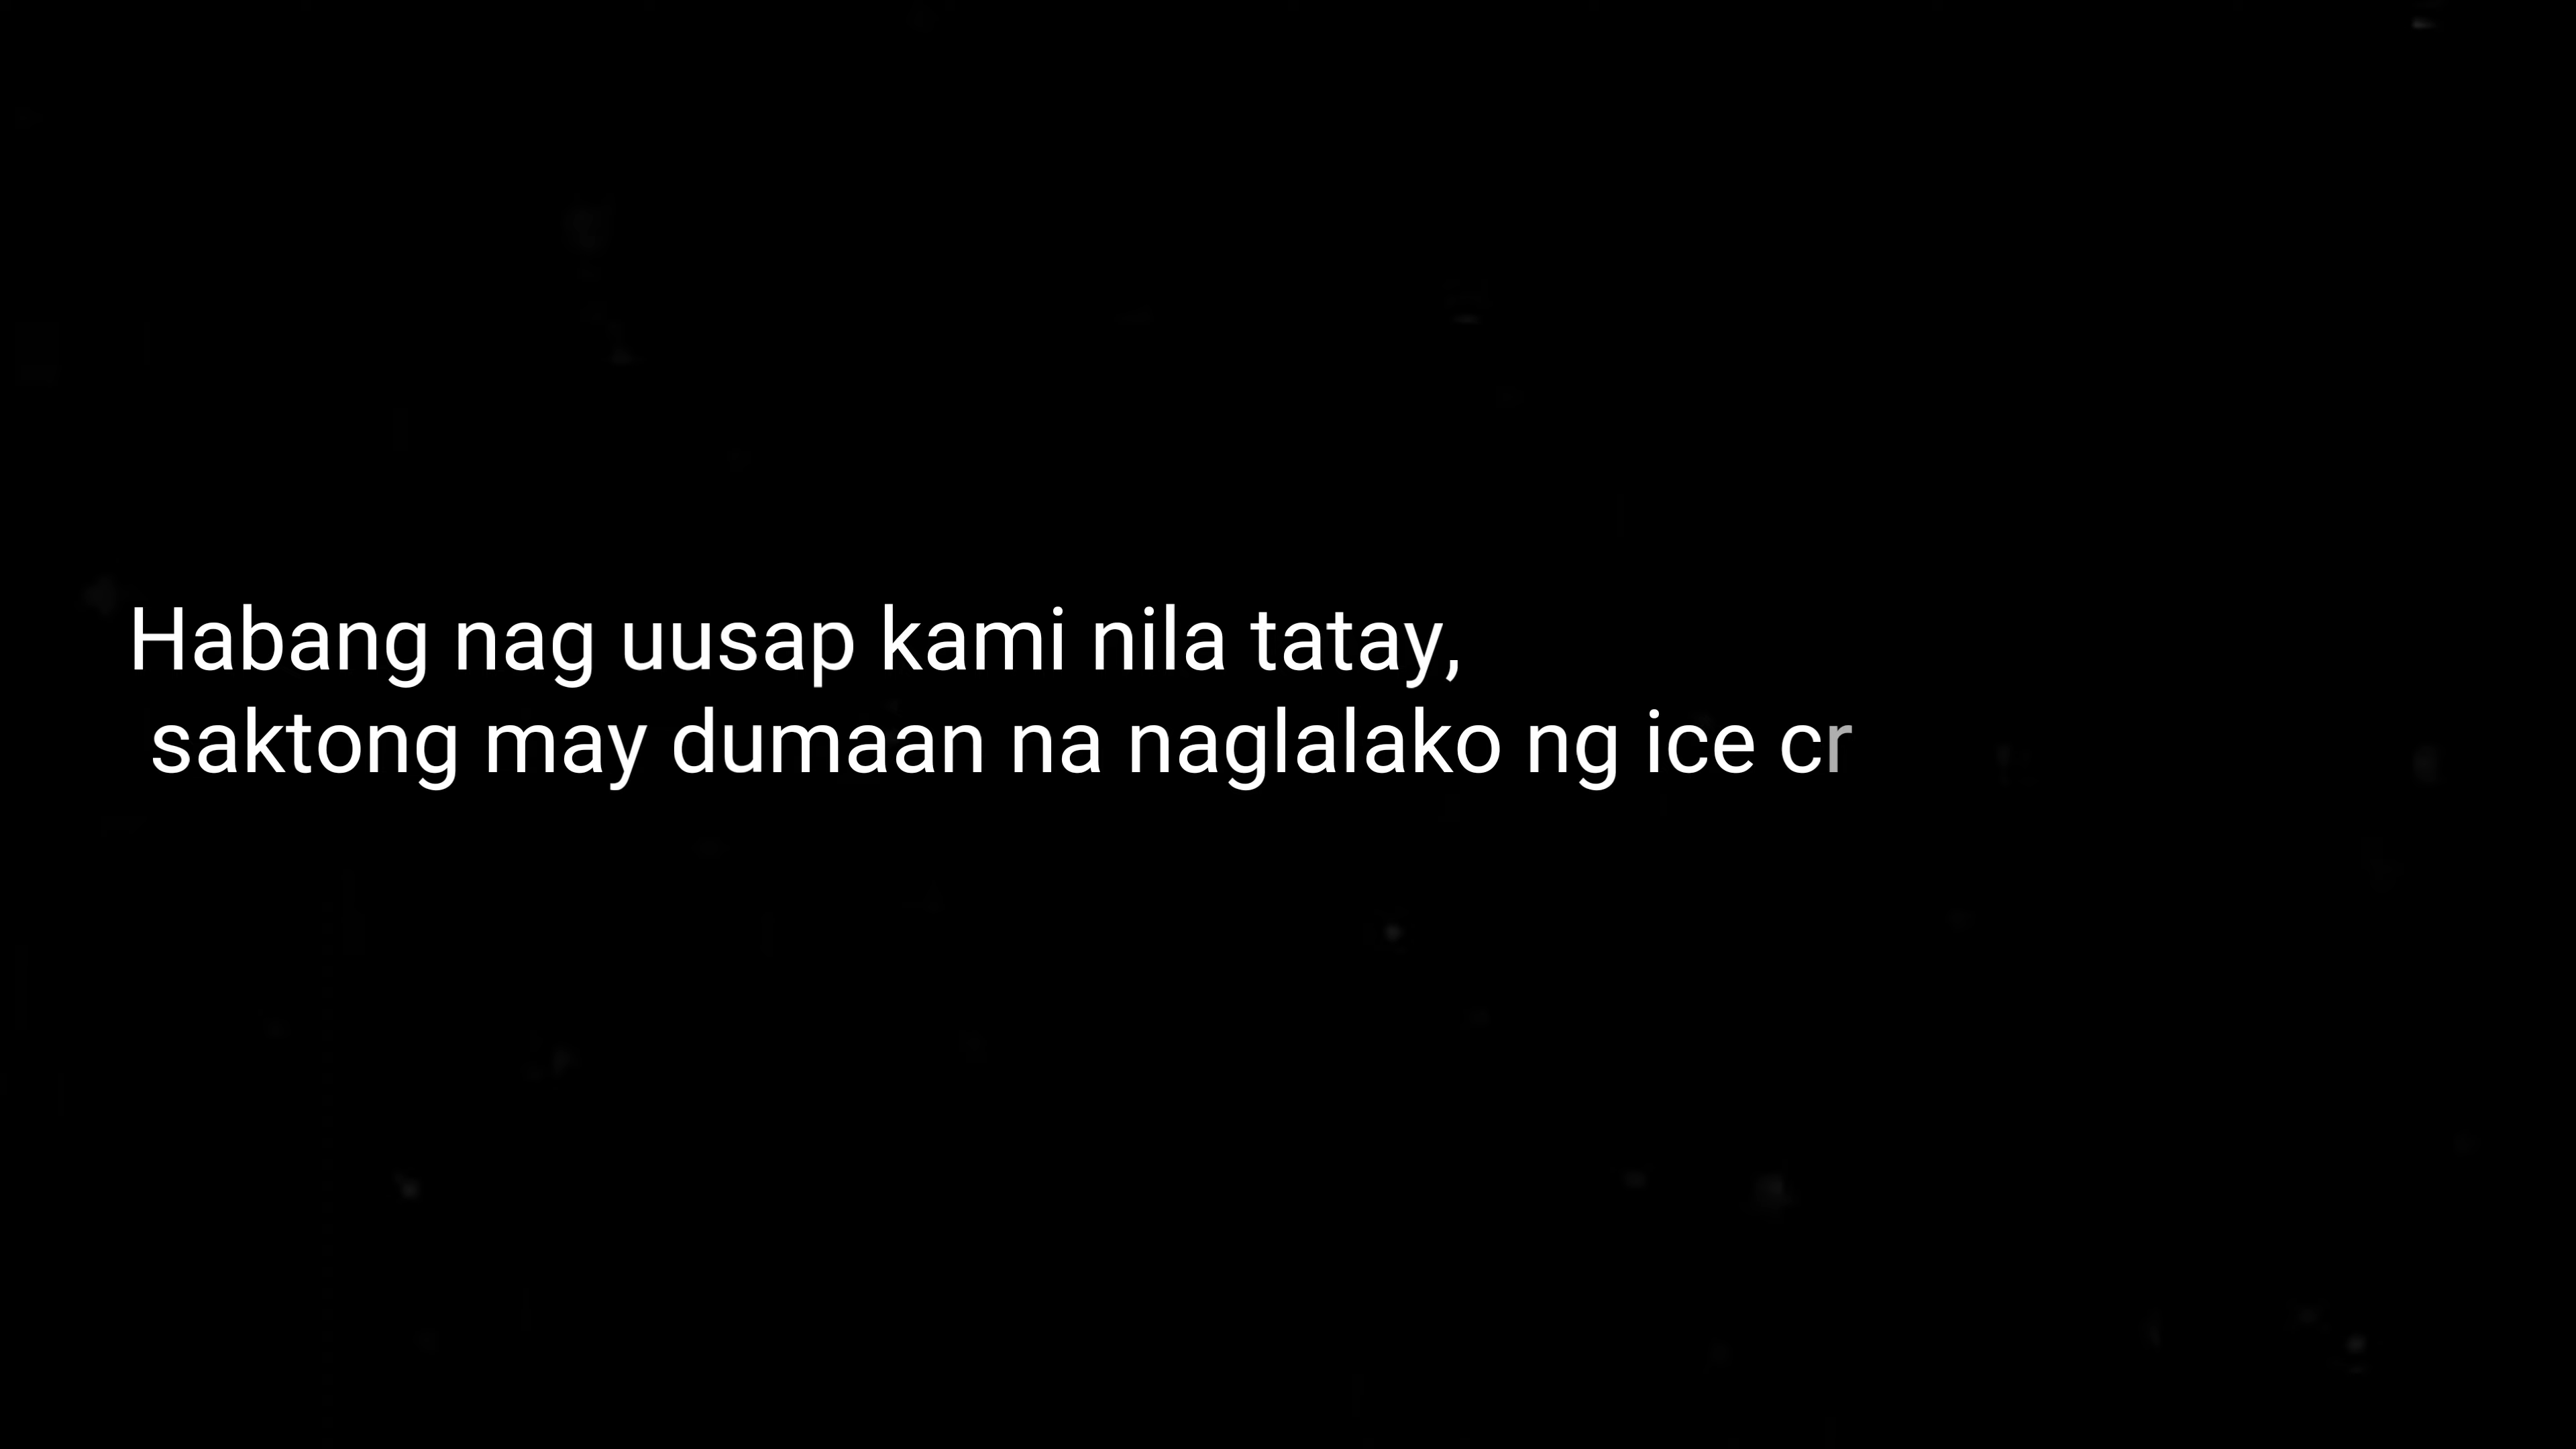 Habang nag uusap kami nila tatay,
saktong may dumaan na naglalako ng ice cr